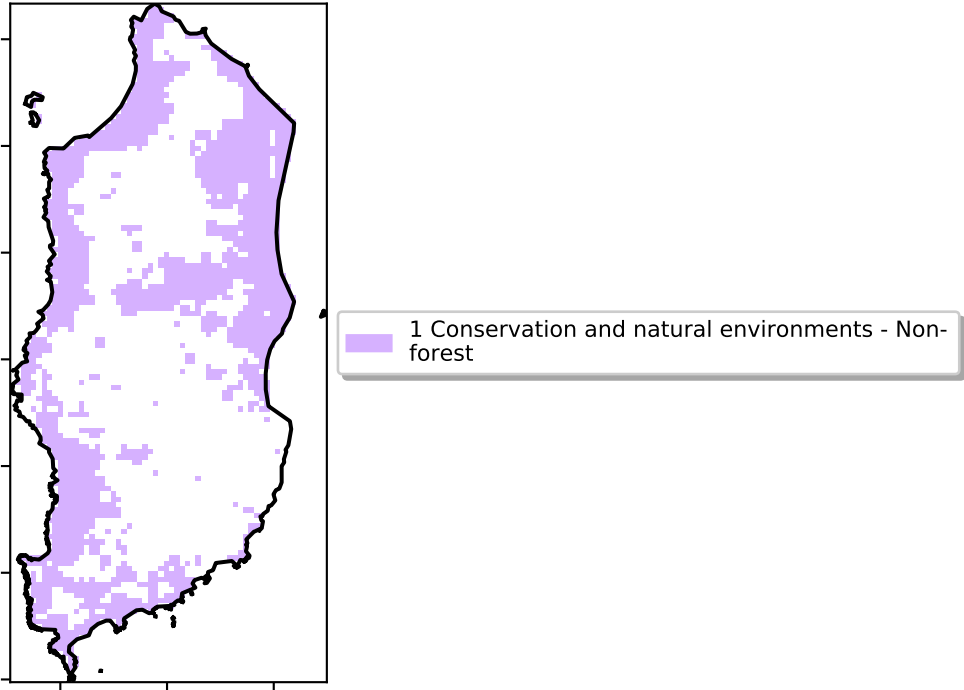 1 Conservation and natural environments - Non-
forest